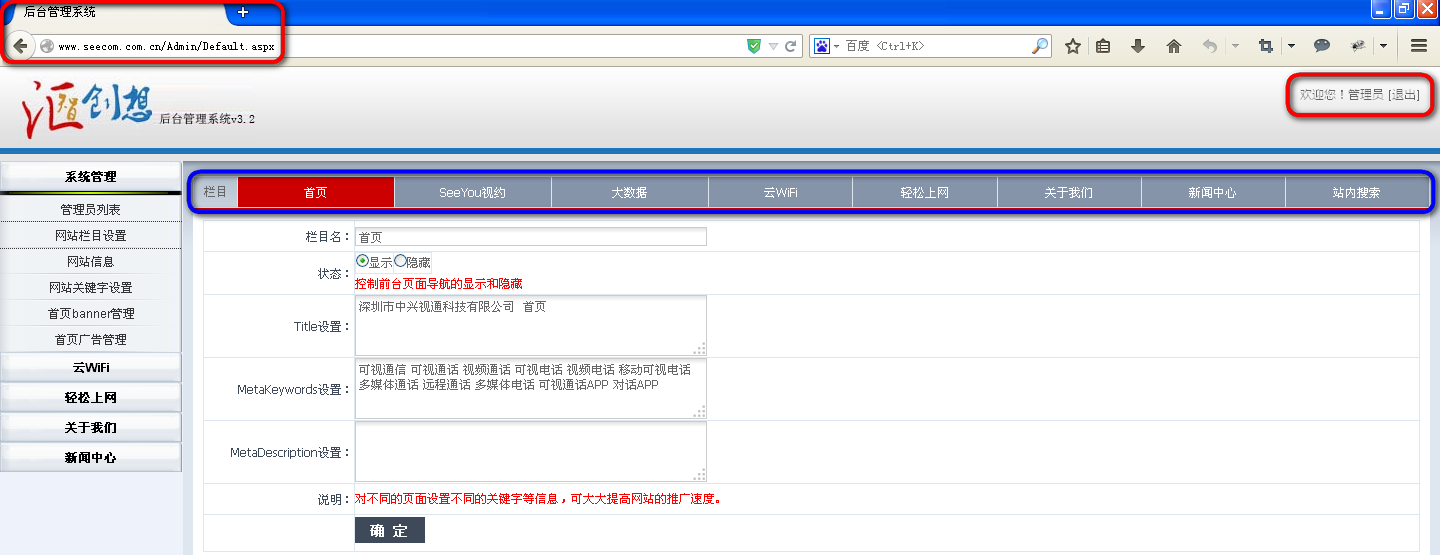 后台管理系统
+
www.seecom.com.cn/Admin/Default.aspx
百度 <Ctrl+K>
汇智创想 后台管理系统v3.2
欢迎您！管理员 [退出]
系统管理
管理员列表
网站栏目设置
网站信息
网站关键字设置
首页banner管理
首页广告管理
云WiFi
轻松上网
关于我们
新闻中心
栏目 首页 SeeYou视约 大数据 云WiFi 轻松上网 关于我们 新闻中心 站内搜索
栏目名： 首页
状态： 显示 隐藏
控制前台页面导航的显示和隐藏
Title设置： 深圳市中兴视通科技有限公司 首页
MetaKeywords设置： 可视通信 可视通话 视频通话 可视电话 视频电话 移动可视电话
多媒体通话 远程通话 多媒体电话 可视通话APP 对话APP
MetaDescription设置：
说明： 对不同的页面设置不同的关键字等信息，可大大提高网站的推广速度。
确 定